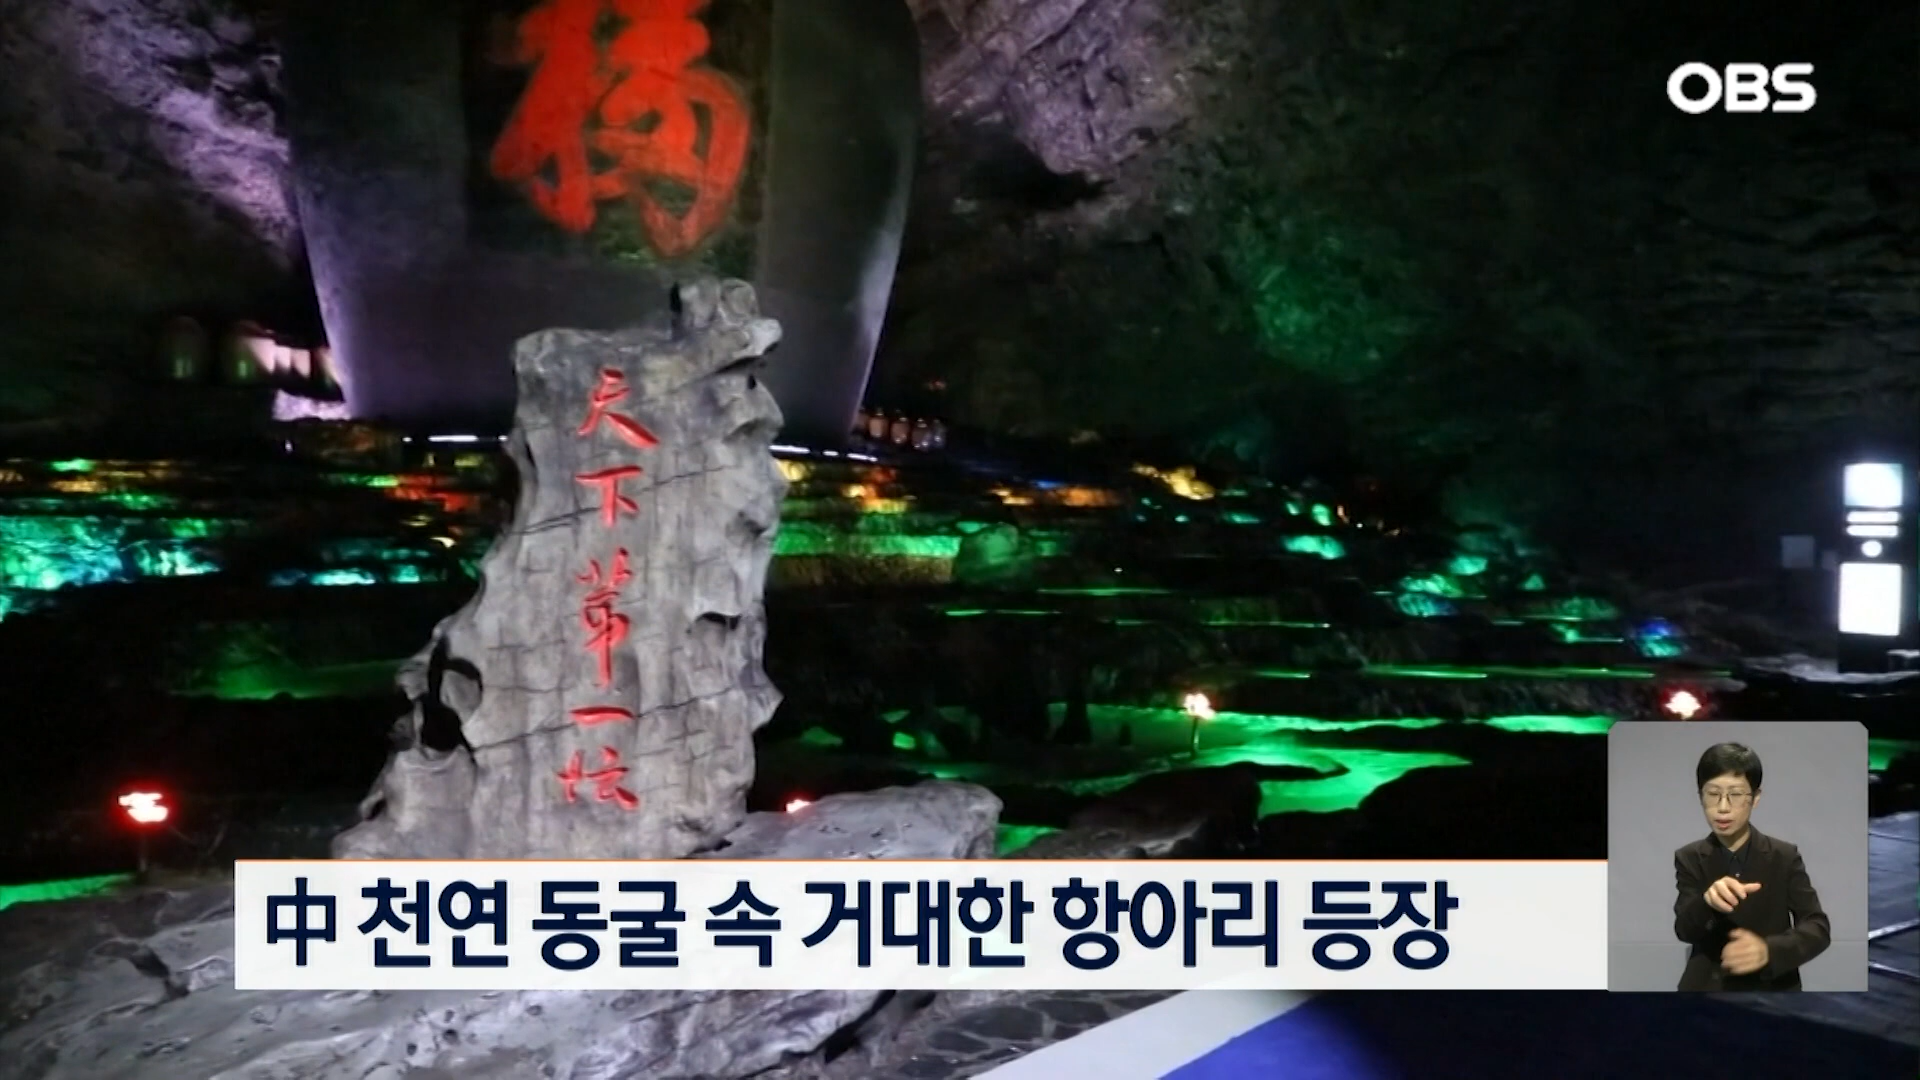 OBS
天
下
第
一
坛
中 천연 동굴 속 거대한 항아리 등장